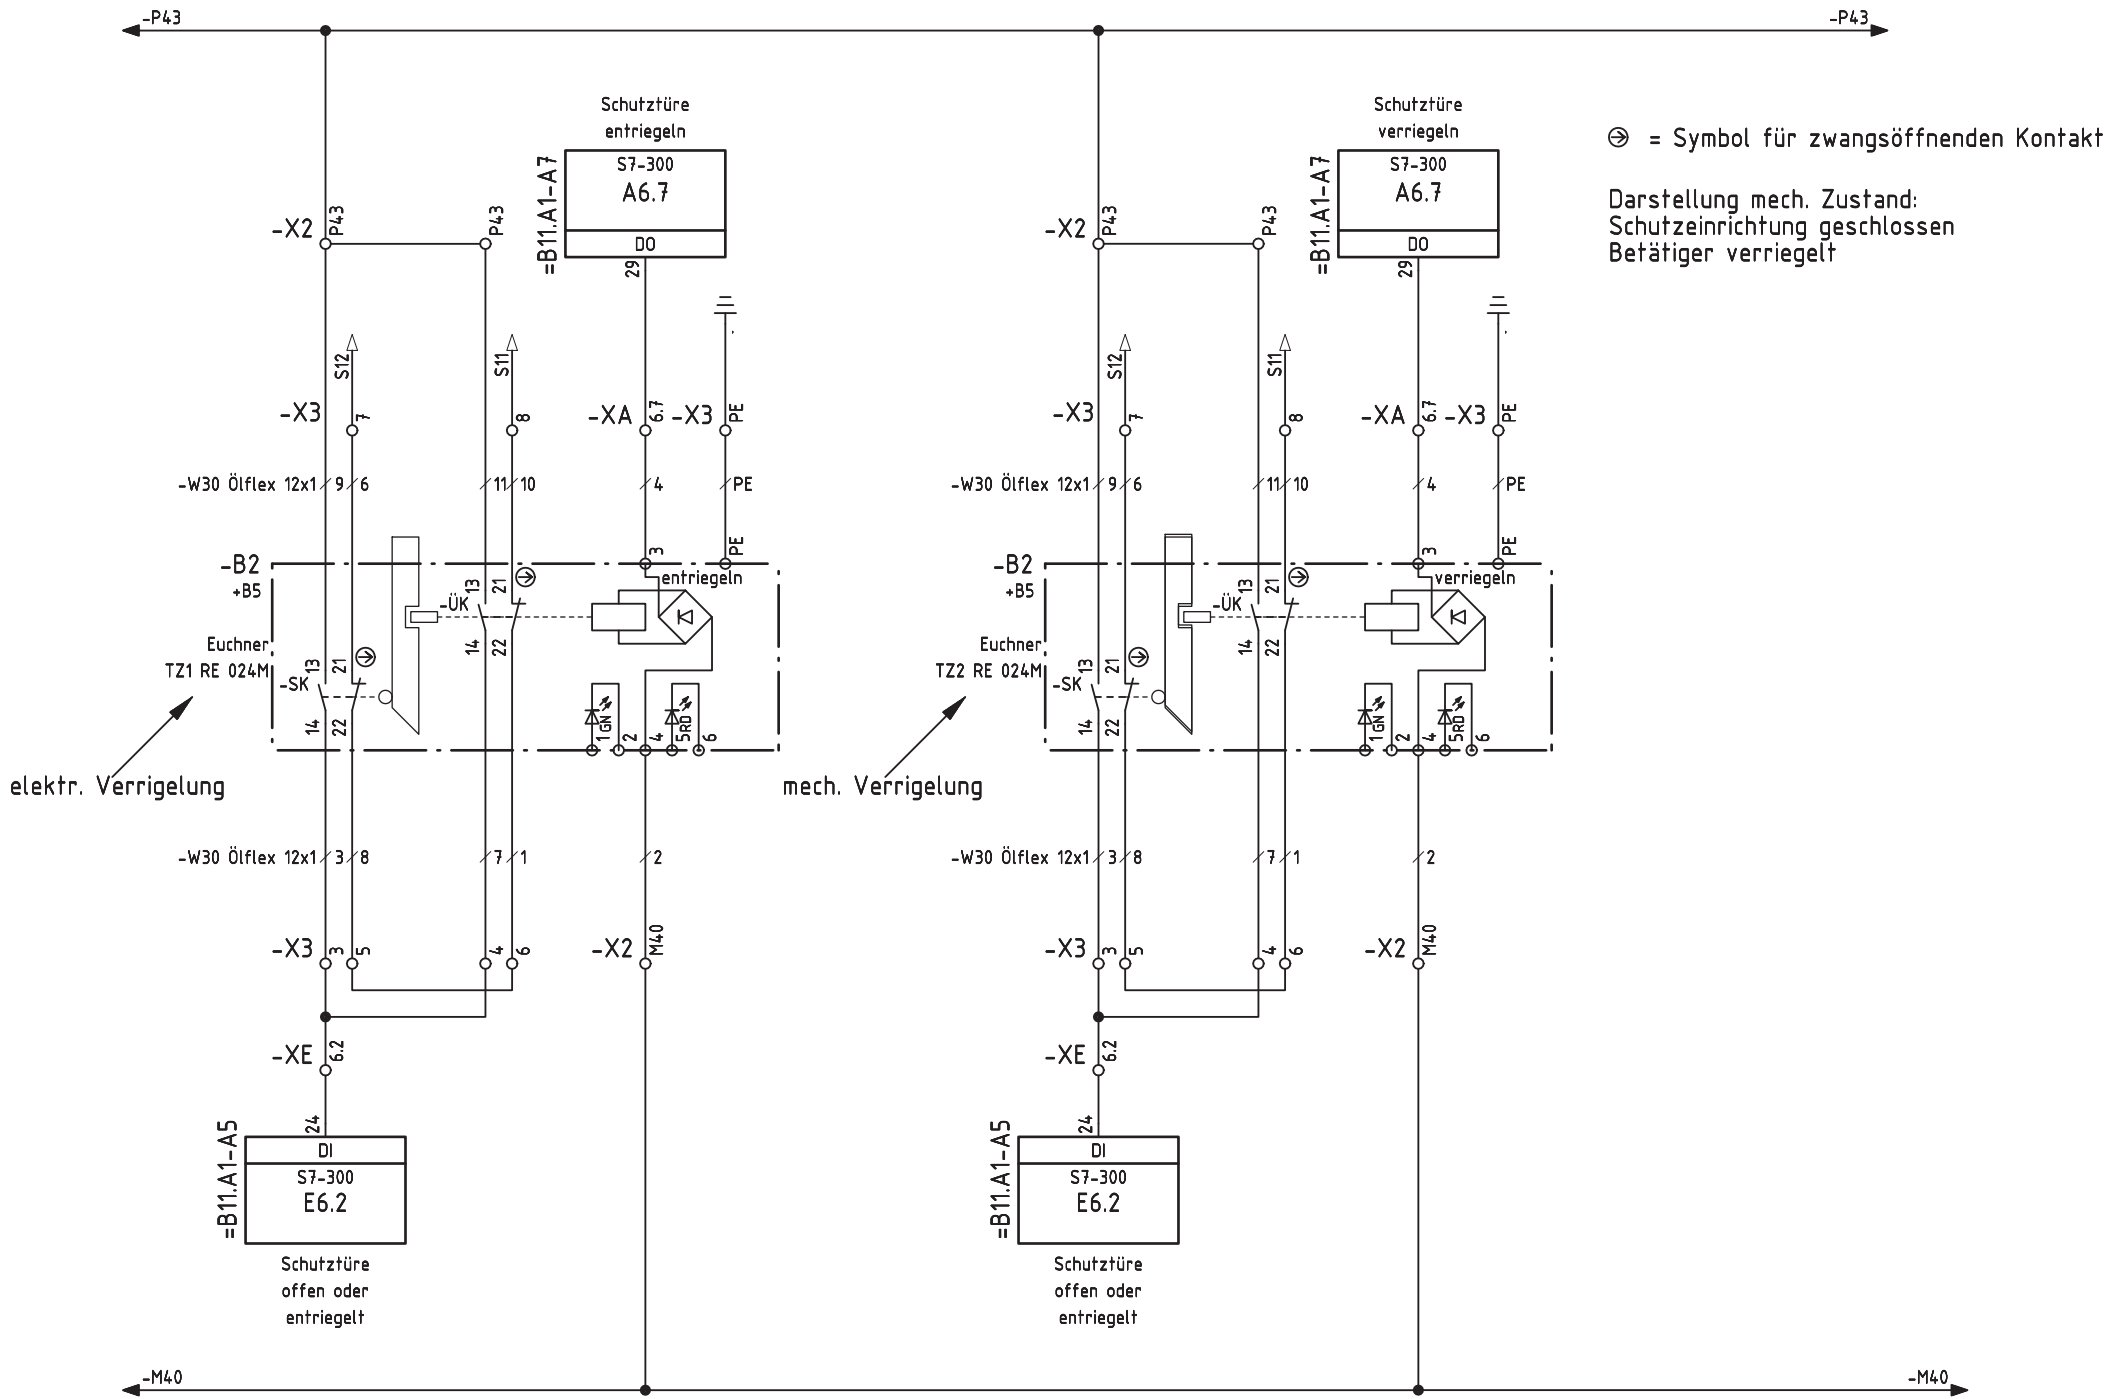 -P43
-P43
Schutztüre
entriegeln
=B11.A1-A7
S7-300
A6.7
DO
29
-X2
P43
P43
S12
S11
-X3
7
8
-XA
6.7
-X3
PE
-W30 Ölflex 12x1
9
6
11
10
4
PE
-B2
+B5
3
PE
entriegeln
13
21
-ÜK
14
22
Euchner
TZ1 RE 024M
13
21
-SK
14
22
1
GN
2
4
5
RD
6
elektr. Verrigelung
-W30 Ölflex 12x1
3
8
7
1
2
-X3
3
5
4
6
-X2
M40
-XE
6.2
24
=B11.A1-A5
DI
S7-300
E6.2
Schutztüre
offen oder
entriegelt
Schutztüre
verriegeln
=B11.A1-A7
S7-300
A6.7
DO
29
-X2
P43
P43
S12
S11
-X3
7
8
-XA
6.7
-X3
PE
-W30 Ölflex 12x1
9
6
11
10
4
PE
-B2
+B5
3
PE
verriegeln
13
21
-ÜK
14
22
Euchner
TZ2 RE 024M
13
21
-SK
14
22
1
GN
2
4
5
RD
6
mech. Verrigelung
-W30 Ölflex 12x1
3
8
7
1
2
-X3
3
5
4
6
-X2
M40
-XE
6.2
24
=B11.A1-A5
DI
S7-300
E6.2
Schutztüre
offen oder
entriegelt
= Symbol für zwangsöffnenden Kontakt
Darstellung mech. Zustand:
Schutzeinrichtung geschlossen
Betätiger verriegelt
-M40
-M40